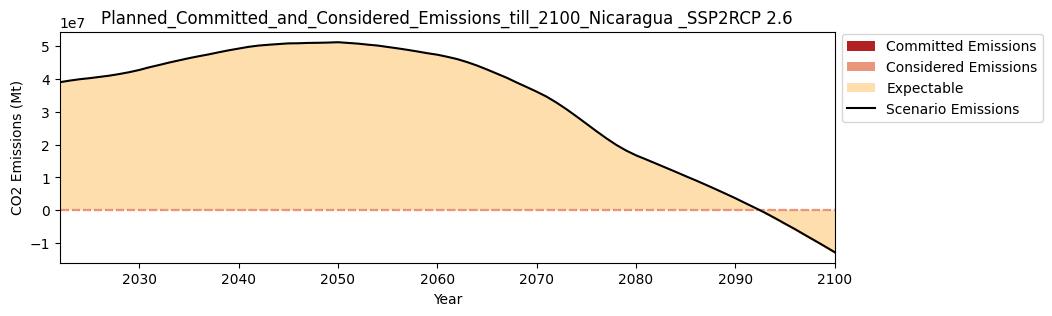 Planned_Committed_and_Considered_Emissions_till_2100_Nicaragua _SSP2RCP 2.6
1e7
5
4
3
2
1
0
−1
CO2 Emissions (Mt)
2030 2040 2050 2060 2070 2080 2090 2100
Year
Committed Emissions
Considered Emissions
Expectable
Scenario Emissions